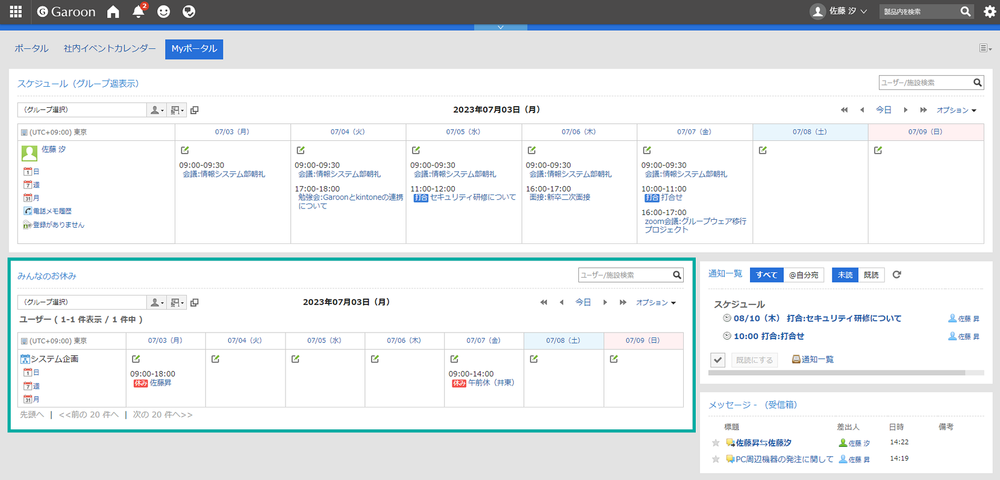 G Garoon 2 佐藤 汐 製品内を検索
ポータル 社内イベントカレンダー Myポータル
スケジュール（グループ週表示） ユーザー/施設検索
（グループ選択） 2023年07月03日（月） 今日 オプション
(UTC+09:00) 東京 07/03（月） 07/04（火） 07/05（水） 07/06（木） 07/07（金） 07/08（土） 07/09（日）
佐藤 汐
1 日
7 週
31 月
電話メモ履歴
登録がありません
09:00-09:30
会議:情報システム部朝礼
09:00-09:30
会議:情報システム部朝礼
17:00-18:00
勉強会:Garoonとkintoneの連携
について
09:00-09:30
会議:情報システム部朝礼
11:00-12:00
打合 セキュリティ研修について
09:00-09:30
会議:情報システム部朝礼
16:00-17:00
面接:新卒二次面接
09:00-09:30
会議:情報システム部朝礼
10:00-11:00
打合 打合せ
16:00-17:00
zoom会議:グループウェア移行
プロジェクト
みんなのお休み ユーザー/施設検索
（グループ選択） 2023年07月03日（月） 今日 オプション
ユーザー ( 1-1 件表示 / 1 件中 )
(UTC+09:00) 東京 07/03（月） 07/04（火） 07/05（水） 07/06（木） 07/07（金） 07/08（土） 07/09（日）
システム企画
1 日
7 週
31 月
09:00-18:00
休み 佐藤昇
09:00-14:00
休み 午前休（井東）
先頭へ | <<前の 20 件へ | 次の 20 件へ>>
通知一覧 すべて @自分宛 未読 既読
スケジュール
08/10（木） 打合:セキュリティ研修について 佐藤 昇
10:00 打合:打合せ 佐藤 昇
既読にする 通知一覧
メッセージ - （受信箱）
標題 差出人 日時 備考
佐藤昇⇆佐藤汐 佐藤 汐 14:22
PC周辺機器の発注に関して 佐藤 昇 14:19